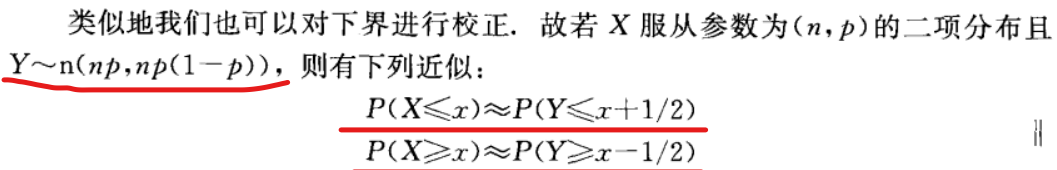 类似地我们也可以对下界进行校正. 故若 X 服从参数为(n,p)的二项分布且
Y~n(np,np(1-p)), 则有下列近似:
P(X≤x)≈P(Y≤x+1/2)
P(X≥x)≈P(Y≥x-1/2)